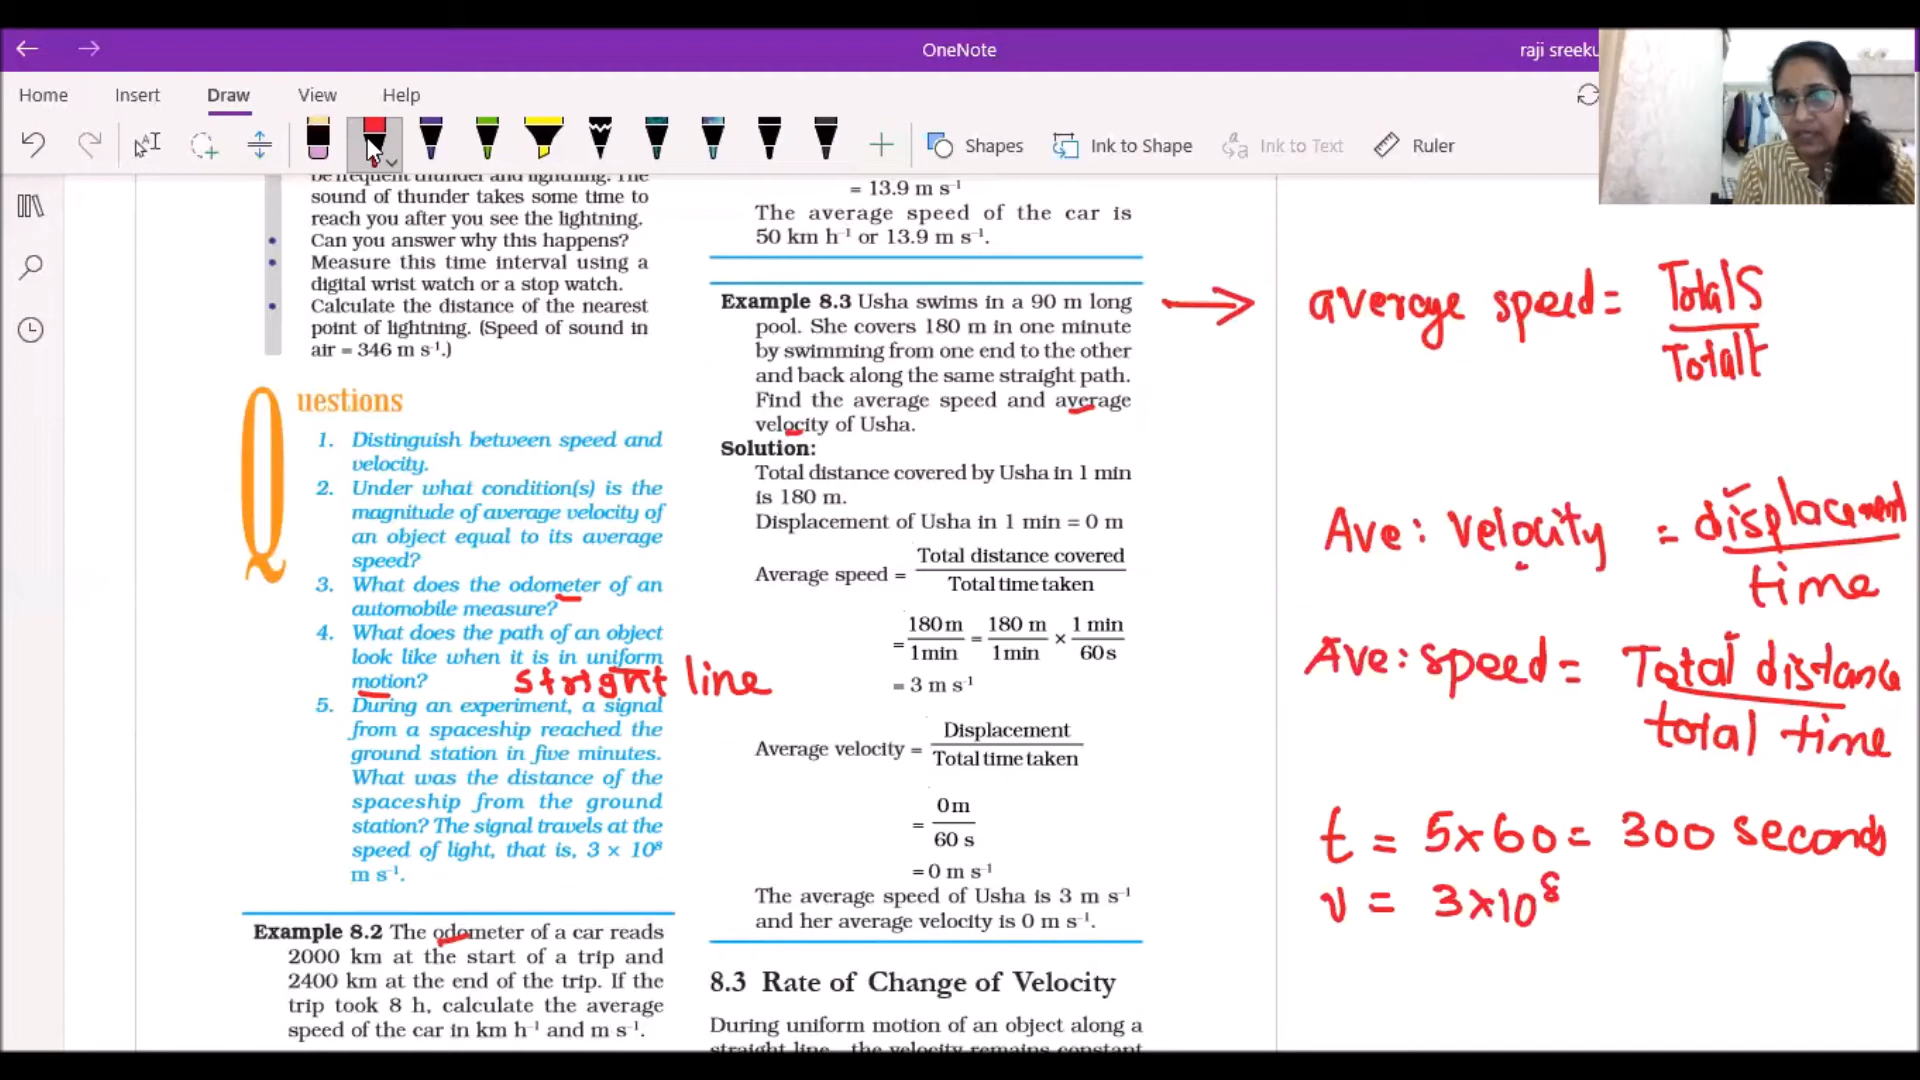 OneNote
raji sreeku
Home Insert Draw View Help
Shapes Ink to Shape Ink to Text Ruler
be frequent thunder and lightning. The
sound of thunder takes some time to
reach you after you see the lightning.
• Can you answer why this happens?
• Measure this time interval using a
digital wrist watch or a stop watch.
• Calculate the distance of the nearest
point of lightning. (Speed of sound in
air = 346 m s⁻¹.)
Questions
1. Distinguish between speed and
velocity.
2. Under what condition(s) is the
magnitude of average velocity of
an object equal to its average
speed?
3. What does the odometer of an
automobile measure?
4. What does the path of an object
look like when it is in uniform
motion?
stright line
5. During an experiment, a signal
from a spaceship reached the
ground station in five minutes.
What was the distance of the
spaceship from the ground
station? The signal travels at the
speed of light, that is, 3 × 10⁸
m s⁻¹.
Example 8.2 The odometer of a car reads
2000 km at the start of a trip and
2400 km at the end of the trip. If the
trip took 8 h, calculate the average
speed of the car in km h⁻¹ and m s⁻¹.
= 13.9 m s⁻¹
The average speed of the car is
50 km h⁻¹ or 13.9 m s⁻¹.
Example 8.3 Usha swims in a 90 m long
pool. She covers 180 m in one minute
by swimming from one end to the other
and back along the same straight path.
Find the average speed and average
velocity of Usha.
Solution:
Total distance covered by Usha in 1 min
is 180 m.
Displacement of Usha in 1 min = 0 m
Average speed = Total distance covered
Total time taken
= 180 m / 1 min = 180 m / 1 min × 1 min / 60 s
= 3 m s⁻¹
Average velocity = Displacement
Total time taken
= 0 m
60 s
= 0 m s⁻¹
The average speed of Usha is 3 m s⁻¹
and her average velocity is 0 m s⁻¹.
8.3 Rate of Change of Velocity
During uniform motion of an object along a
straight line, the velocity remains constant
average speed = Total S
Total t
Ave: velocity = displacement
time
Ave: speed = Total distance
total time
t = 5×60 = 300 seconds
v = 3×10⁸